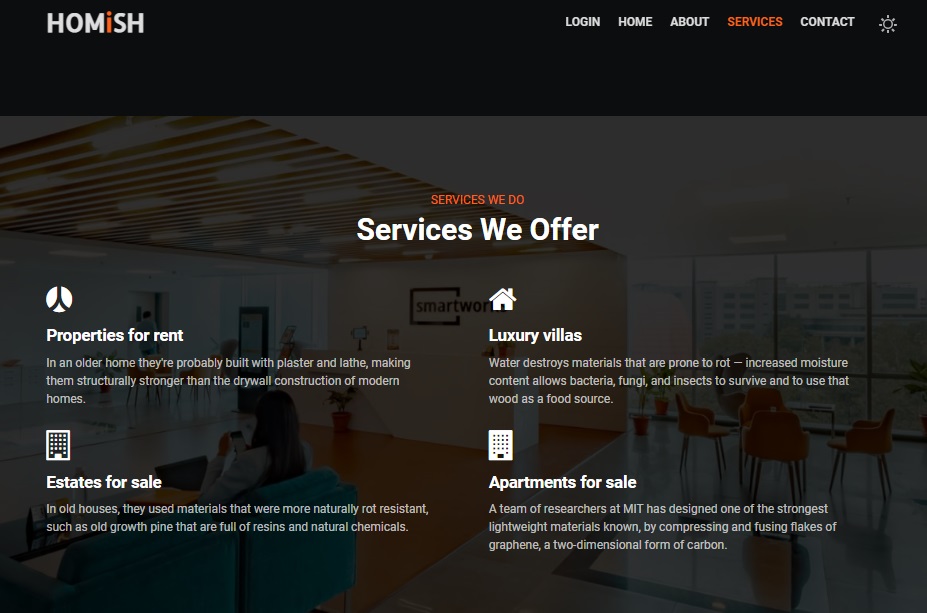 HOMiSH
LOGIN HOME ABOUT SERVICES CONTACT
SERVICES WE DO
Services We Offer
smartwor
Properties for rent
In an older home they're probably built with plaster and lathe, making
them structurally stronger than the drywall construction of modern
homes.
Luxury villas
Water destroys materials that are prone to rot — increased moisture
content allows bacteria, fungi, and insects to survive and to use that
wood as a food source.
Estates for sale
In old houses, they used materials that were more naturally rot resistant,
such as old growth pine that are full of resins and natural chemicals.
Apartments for sale
A team of researchers at MIT has designed one of the strongest
lightweight materials known, by compressing and fusing flakes of
graphene, a two-dimensional form of carbon.